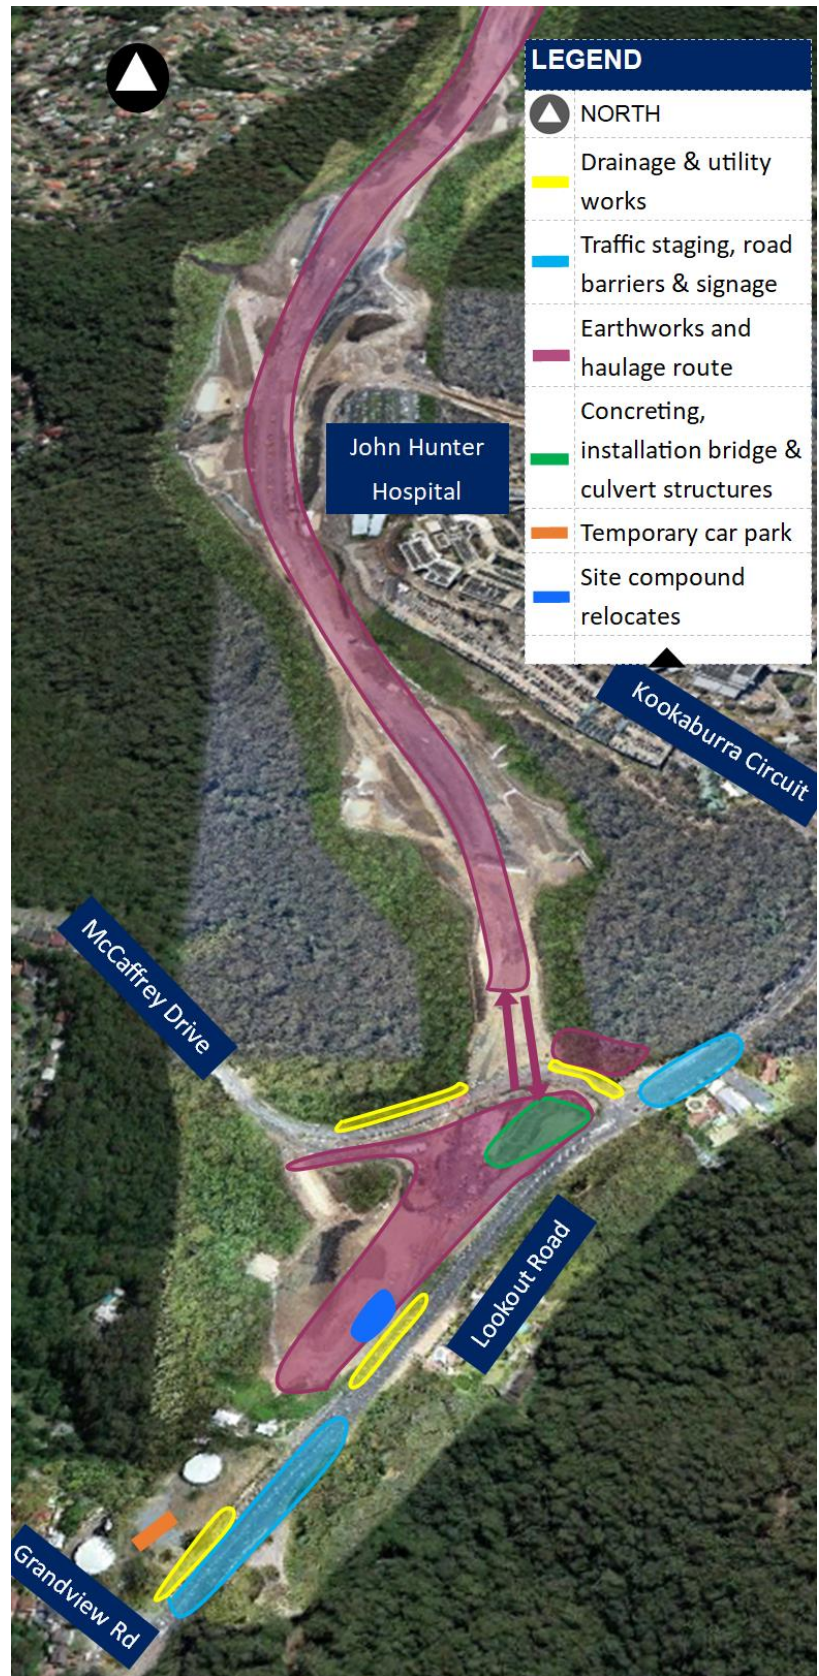 LEGEND
NORTH
Drainage & utility
works
Traffic staging, road
barriers & signage
Earthworks and
haulage route
Concreting,
installation bridge &
culvert structures
Temporary car park
Site compound
relocates
John Hunter
Hospital
Kookaburra Circuit
McCaffrey Drive
Lookout Road
Grandview Rd